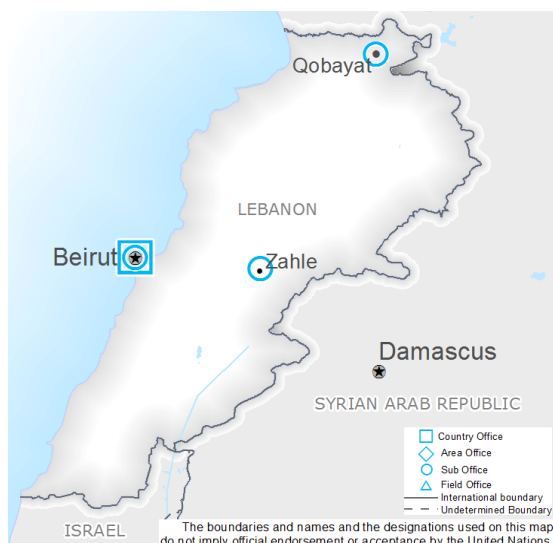 Qobayat
LEBANON
Beirut
Zahle
Damascus
SYRIAN ARAB REPUBLIC
Country Office
Area Office
Sub Office
Field Office
International boundary
Undetermined Boundary
ISRAEL
The boundaries and names and the designations used on this map
do not imply official endorsement or acceptance by the United Nations.